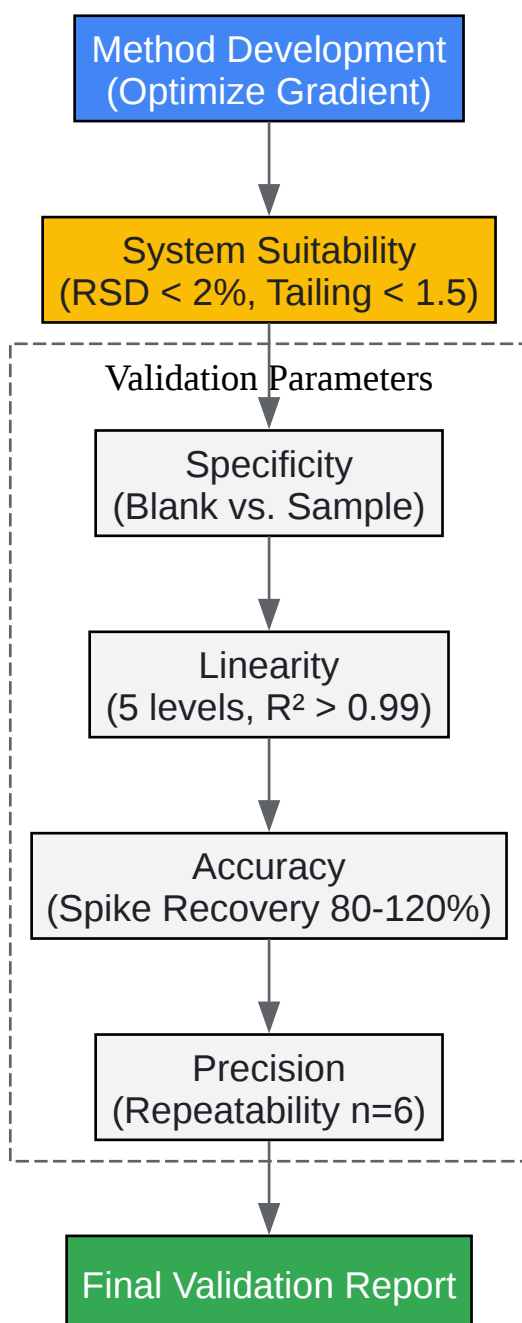 Method Development
(Optimize Gradient)
System Suitability
(RSD < 2%, Tailing < 1.5)
Validation Parameters
Specificity
(Blank vs. Sample)
Linearity
(5 levels, R² > 0.99)
Accuracy
(Spike Recovery 80-120%)
Precision
(Repeatability n=6)
Final Validation Report